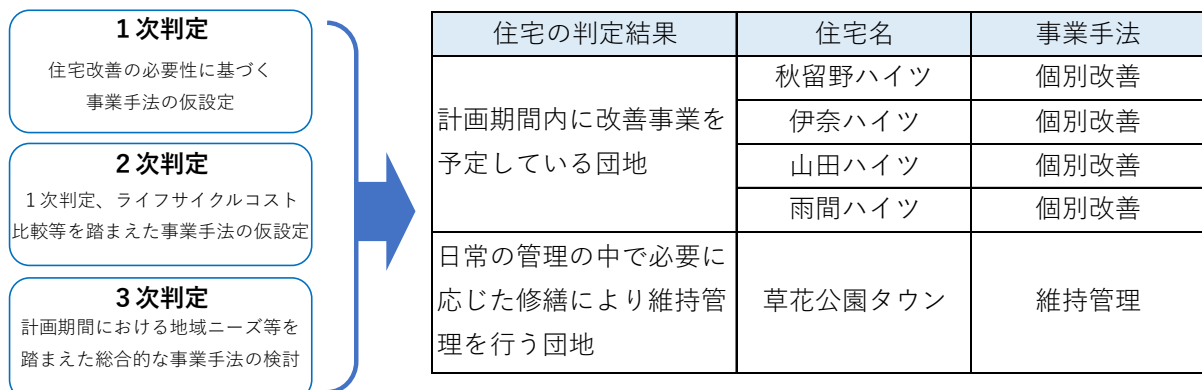 1次判定
住宅改善の必要性に基づく
事業手法の仮設定
2次判定
1次判定、ライフサイクルコスト
比較等を踏まえた事業手法の仮設定
3次判定
計画期間における地域ニーズ等を
踏まえた総合的な事業手法の検討
住宅の判定結果 住宅名 事業手法
計画期間内に改善事業を
予定している団地
秋留野ハイツ 個別改善
伊奈ハイツ 個別改善
山田ハイツ 個別改善
雨間ハイツ 個別改善
日常の管理の中で必要に
応じた修繕により維持管
理を行う団地
草花公園タウン 維持管理